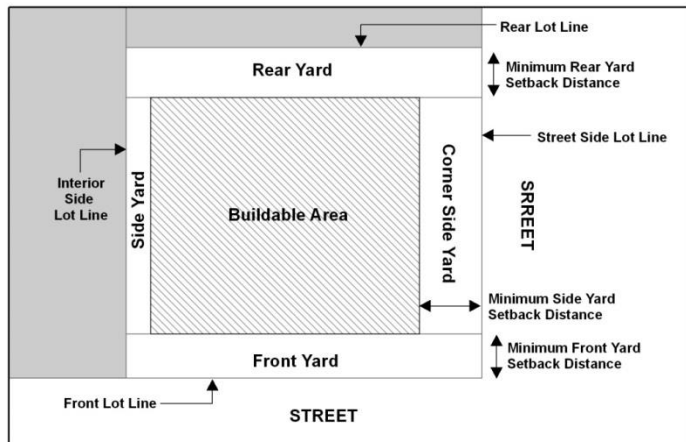 Rear Lot Line
Rear Yard
Minimum Rear Yard
Setback Distance
Street Side Lot Line
Interior
Side
Lot Line
Side Yard
Buildable Area
Corner Side Yard
SRREET
Minimum Side Yard
Setback Distance
Front Yard
Minimum Front Yard
Setback Distance
Front Lot Line
STREET